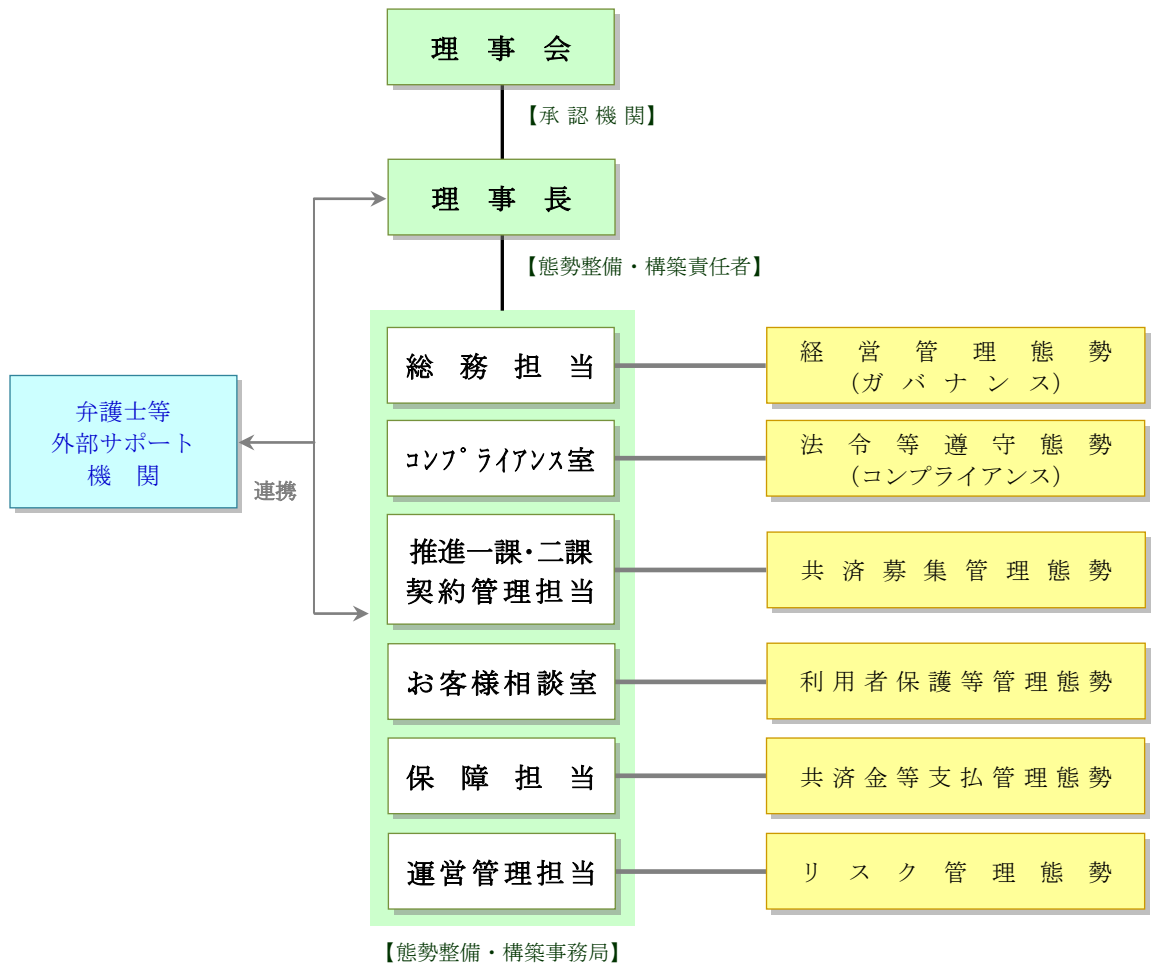 理事会
【承認機関】
理事長
【態勢整備・構築責任者】
総務担当
経営管理態勢
（ガバナンス）
弁護士等
外部サポート
機関
連携
コンプライアンス室
法令等遵守態勢
（コンプライアンス）
推進一課・二課
契約管理担当
共済募集管理態勢
お客様相談室
利用者保護等管理態勢
保障担当
共済金等支払管理態勢
運営管理担当
リスク管理態勢
【態勢整備・構築事務局】